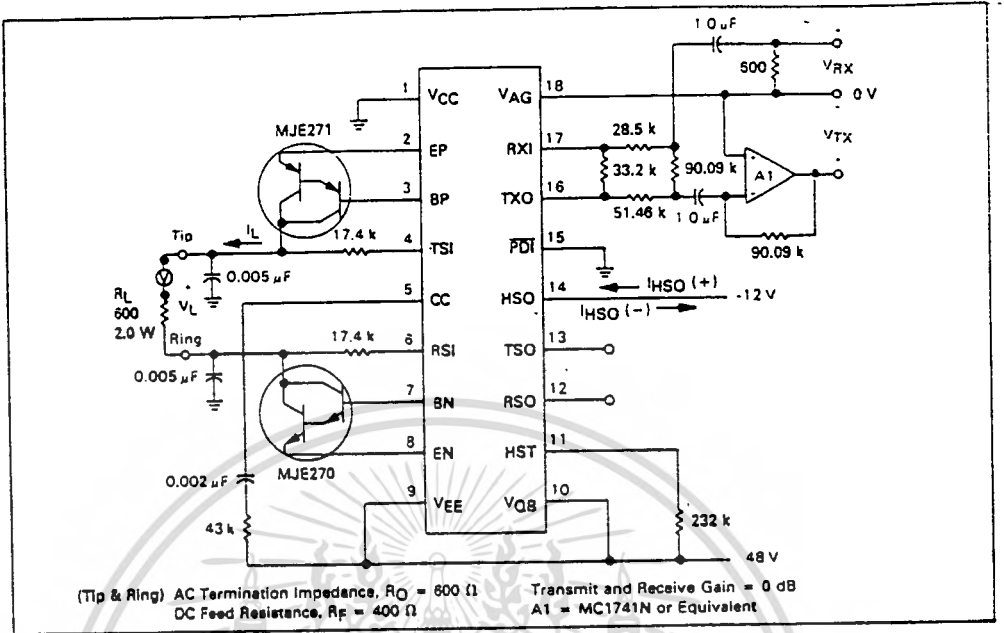 1 0 µF
600
VRX
0 V
VTX
1
VCC
VAG
18
MJE271
2
EP
RXI
17
28.5 k
33.2 k
90.09 k
3
BP
TXO
16
51.46 k
1 0 µF
A1
90.09 k
Tip
IL
17.4 k
4
TSI
PDI
15
0.005 µF
5
CC
HSO
14
IHSO (+)
IHSO (-)
-12 V
RL
600
2.0 W
V
VL
Ring
17.4 k
6
RSI
TSO
13
0.005 µF
7
BN
RSO
12
8
EN
HST
11
MJE270
0.002 µF
9
VEE
VQB
10
43 k
232 k
48 V
(Tip & Ring) AC Termination Impedance, RO = 600 Ω
DC Feed Resistance, RF = 400 Ω
Transmit and Receive Gain = 0 dB
A1 = MC1741N or Equivalent